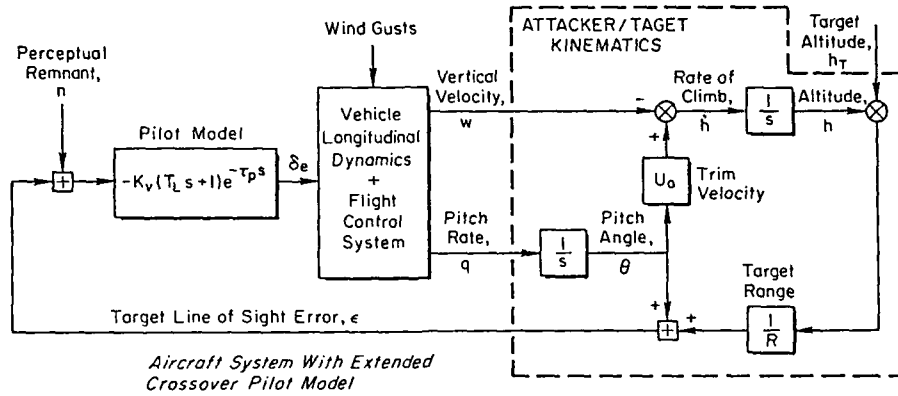 ATTACKER/TAGET
KINEMATICS
Target
Altitude,
h_T
Wind Gusts
Perceptual
Remnant,
n
Vertical
Velocity,
w
Rate of
Climb,
ḣ
1/s
Altitude,
h
-
+
Pilot Model
-K_v(T_L s+1)e^-τ_p s
δ_e
+
Vehicle
Longitudinal
Dynamics
+
Flight
Control
System
U_o
Trim
Velocity
Pitch
Rate,
q
1/s
Pitch
Angle,
θ
Target
Range
1/R
+
+
+
Target Line of Sight Error, ϵ
Aircraft System With Extended
Crossover Pilot Model